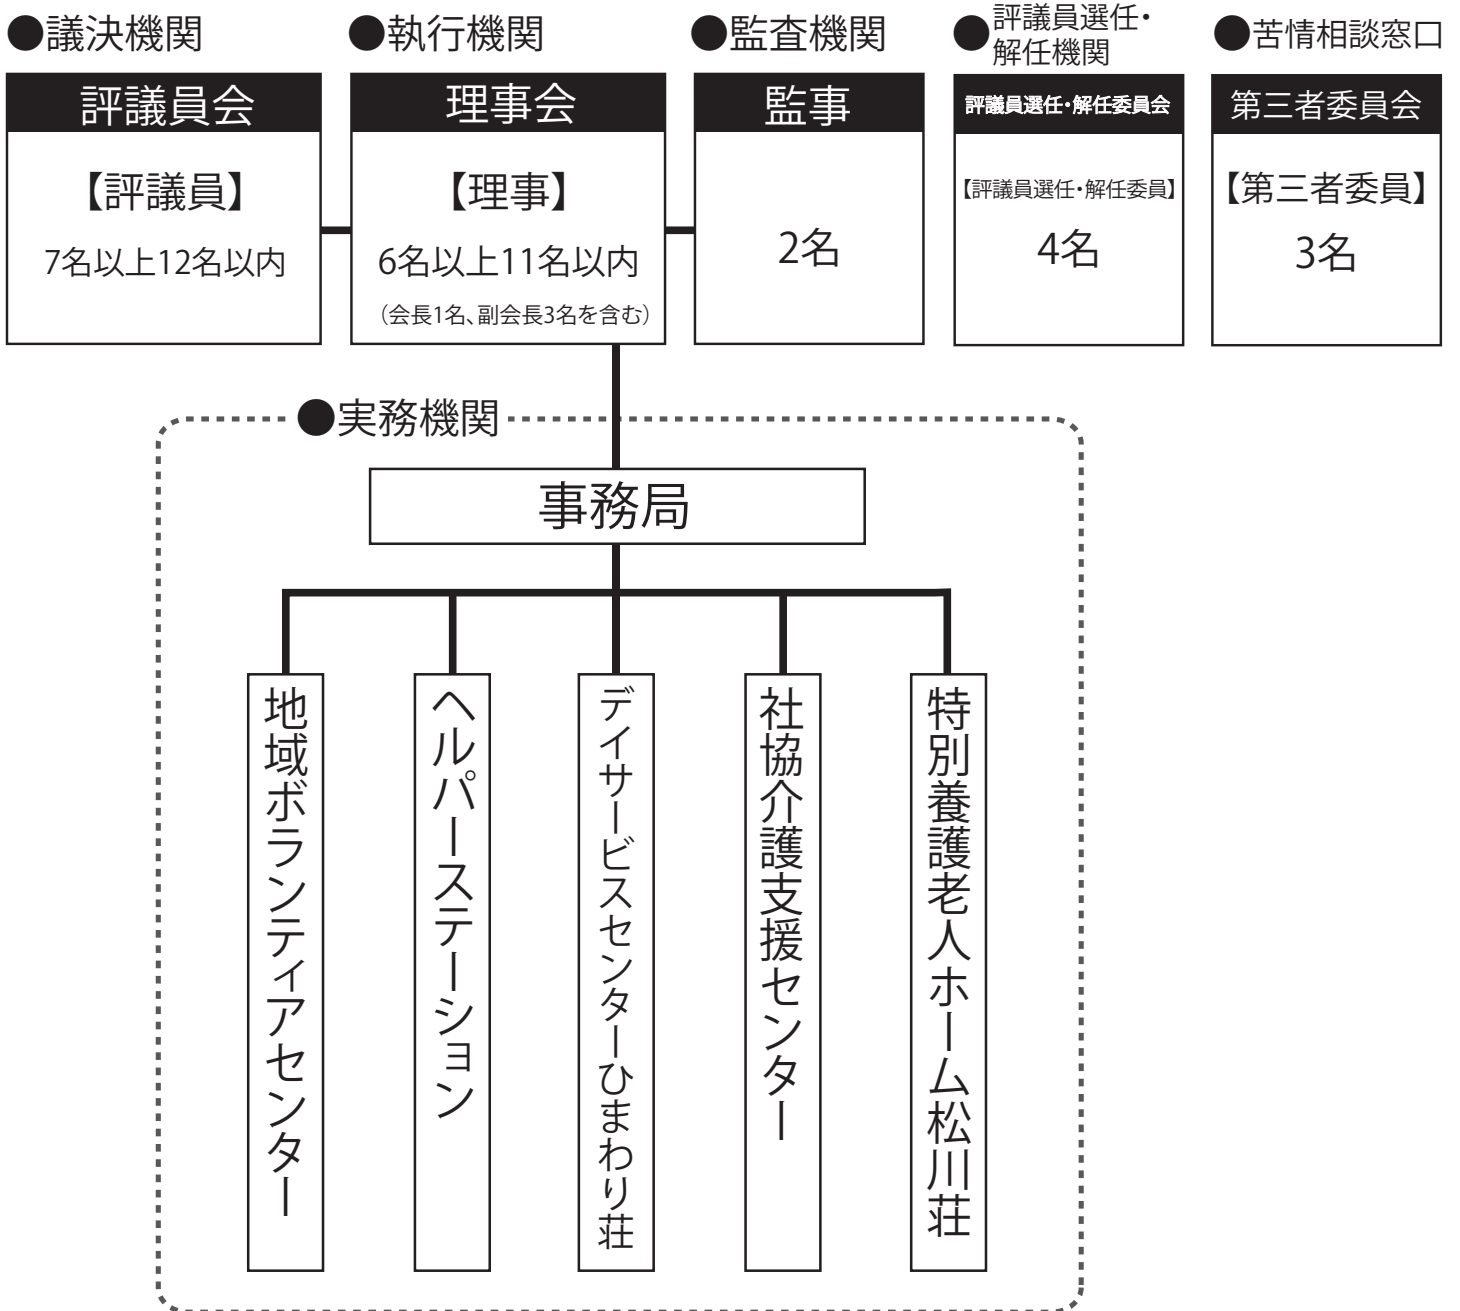 ●議決機関
評議員会
【評議員】
7名以上12名以内
●執行機関
理事会
【理事】
6名以上11名以内
（会長1名、副会長3名を含む）
●監査機関
監事
2名
●評議員選任・
解任機関
評議員選任・解任委員会
【評議員選任・解任委員】
4名
●苦情相談窓口
第三者委員会
【第三者委員】
3名
●実務機関
事務局
地域ボランティアセンター
ヘルパーステーション
デイサービスセンターひまわり荘
社協介護支援センター
特別養護老人ホーム松川荘